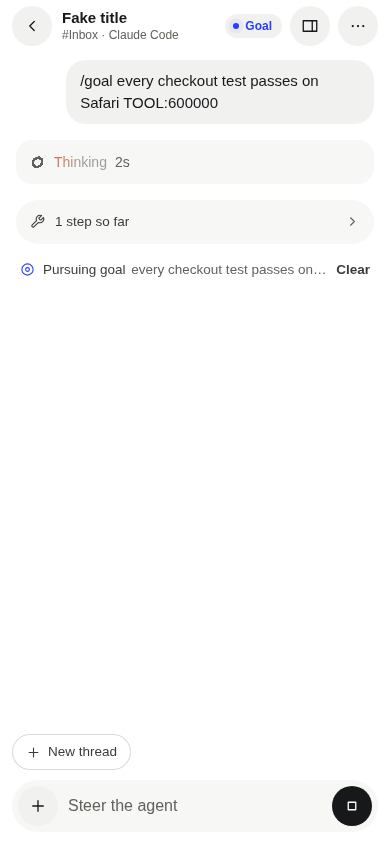 Fake title
#Inbox · Claude Code
Goal
/goal every checkout test passes on
Safari TOOL:600000
Thinking 2s
1 step so far
Pursuing goal every checkout test passes on… Clear
New thread
Steer the agent